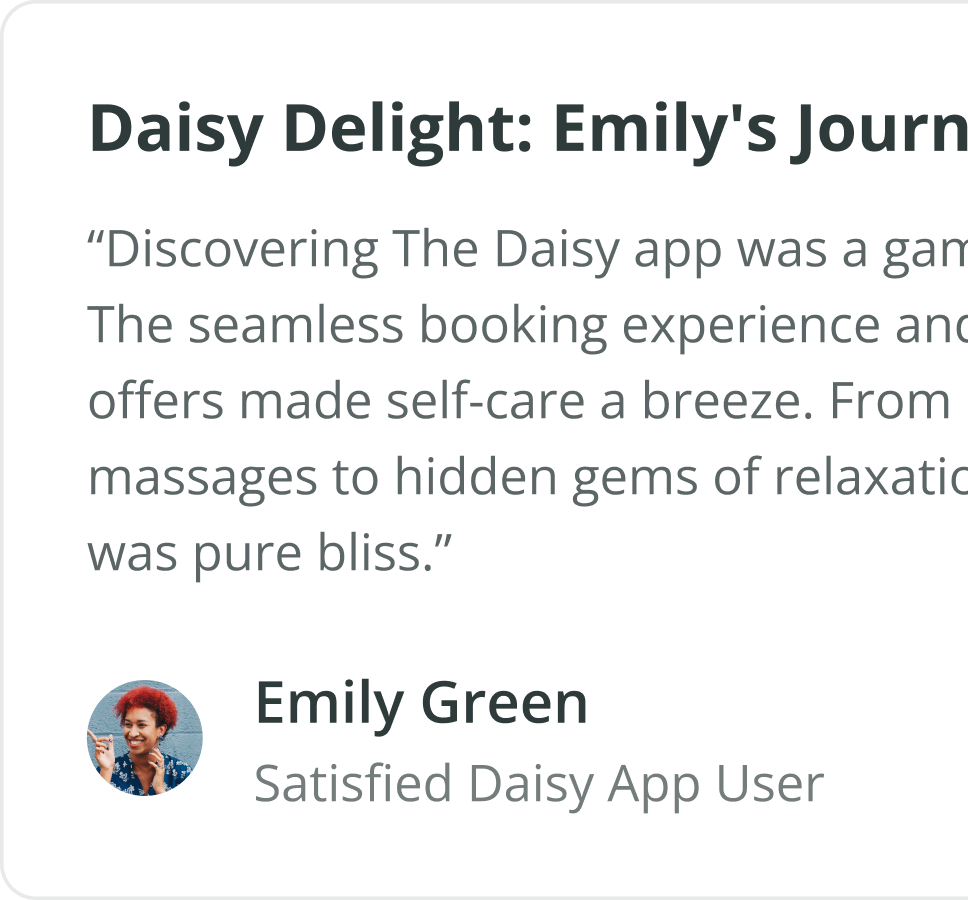 Daisy Delight: Emily's Journ
“Discovering The Daisy app was a gam
The seamless booking experience and
offers made self-care a breeze. From
massages to hidden gems of relaxatio
was pure bliss.”
Emily Green
Satisfied Daisy App User